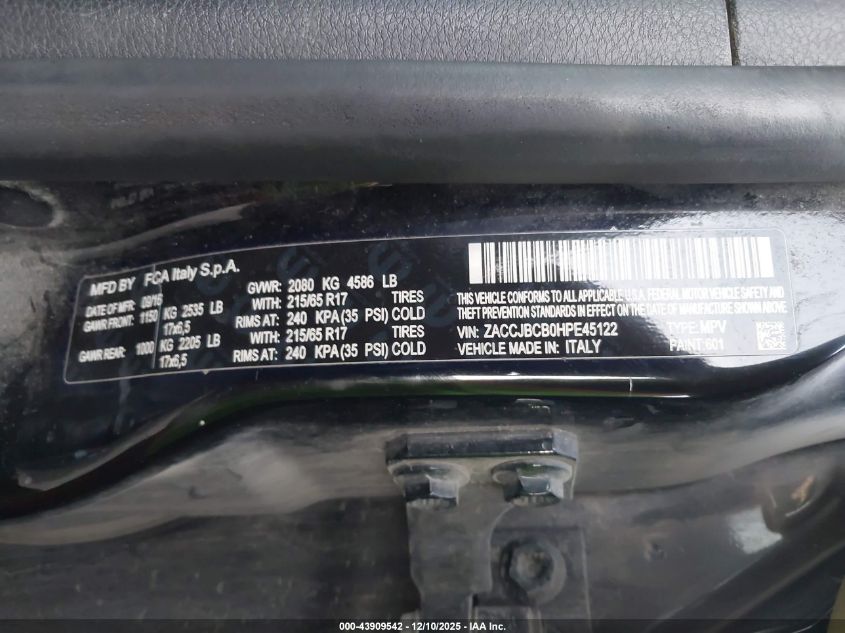 MFD BY FCA Italy S.p.A.
DATE OF MFR: 09/16
GVWR: 2080 KG 4586 LB
GAWR FRONT: 1150 KG 2535 LB WITH: 215/65 R17 TIRES
17x6,5 RIMS AT: 240 KPA (35 PSI) COLD
GAWR REAR: 1000 KG 2205 LB WITH: 215/65 R17 TIRES
17x6,5 RIMS AT: 240 KPA (35 PSI) COLD
THIS VEHICLE CONFORMS TO ALL APPLICABLE U.S.A. FEDERAL MOTOR VEHICLE
SAFETY, BUMPER, AND
THEFT PREVENTION STANDARDS IN EFFECT ON THE DATE OF MANUFACTURE SHOWN ABOVE
VIN: ZACCJBCB0HPE45122 TYPE: MPV
VEHICLE MADE IN: ITALY PAINT: 601
000-43909542 - 12/10/2025 - IAA Inc.